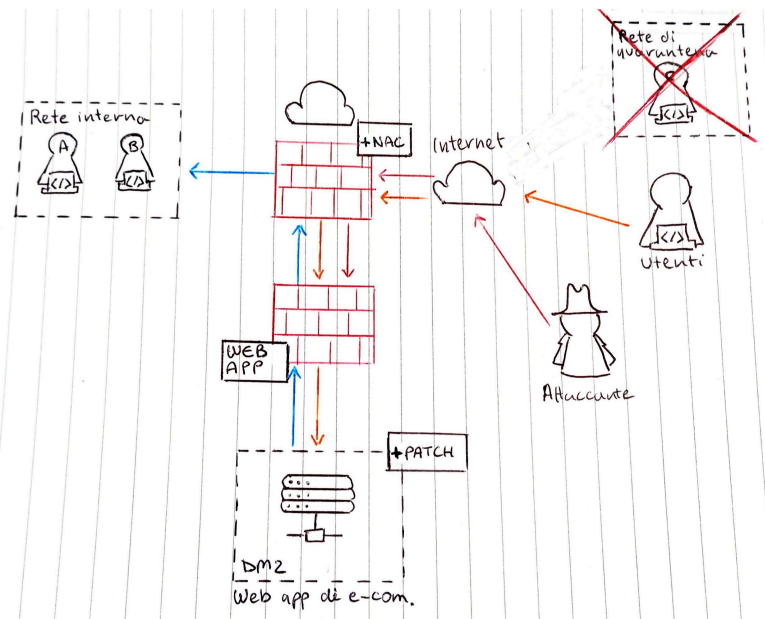 Rete di
quarantena
C
</>
Rete interna
A
B
</>
</>
+NAC
Internet
</>
Utenti
WEB
APP
Attaccante
+PATCH
DMZ
Web app di e-com.